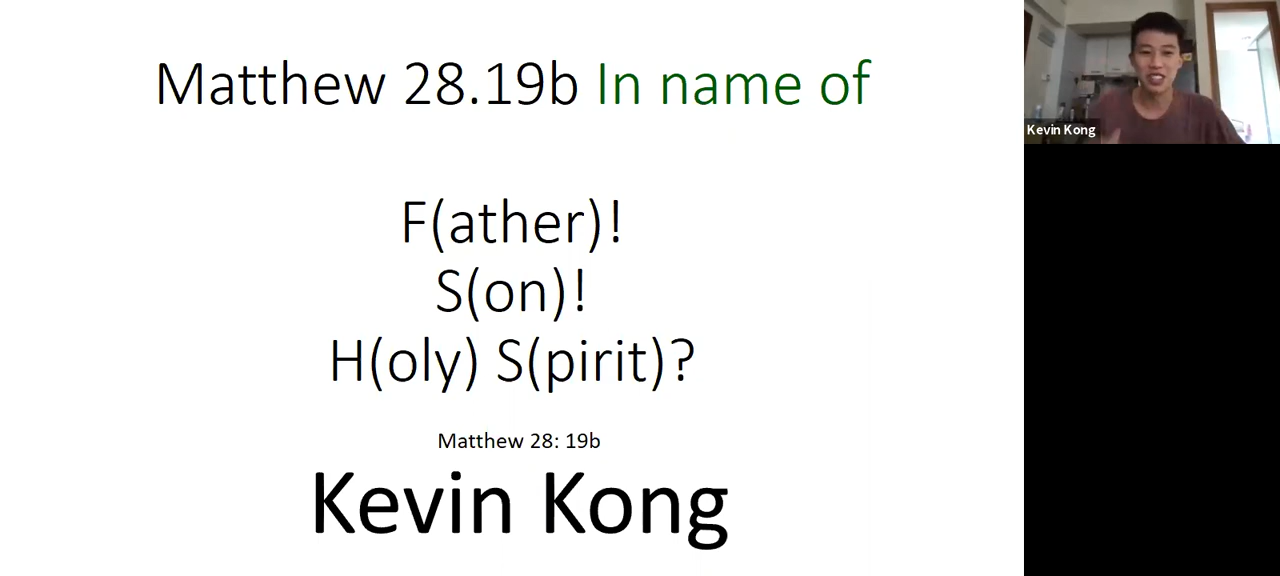 Matthew 28.19b In name of
F(ather)!
S(on)!
H(oly) S(pirit)?
Matthew 28: 19b
Kevin Kong
Kevin Kong